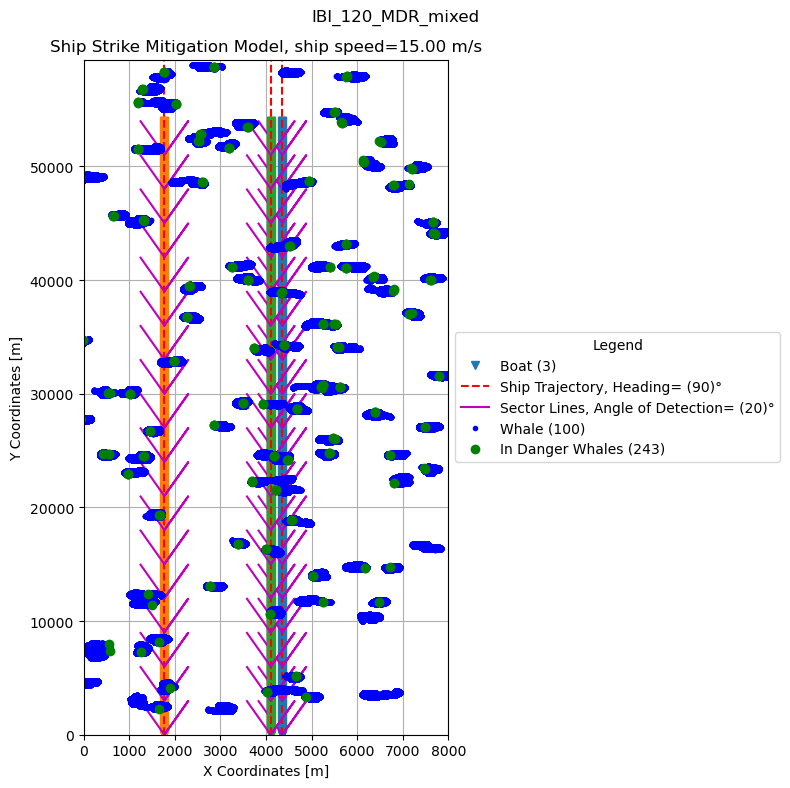 IBI_120_MDR_mixed
Ship Strike Mitigation Model, ship speed=15.00 m/s
50000
40000
30000
20000
10000
0
Y Coordinates [m]
0 1000 2000 3000 4000 5000 6000 7000 8000
X Coordinates [m]
Legend
Boat (3)
Ship Trajectory, Heading= (90)°
Sector Lines, Angle of Detection= (20)°
Whale (100)
In Danger Whales (243)